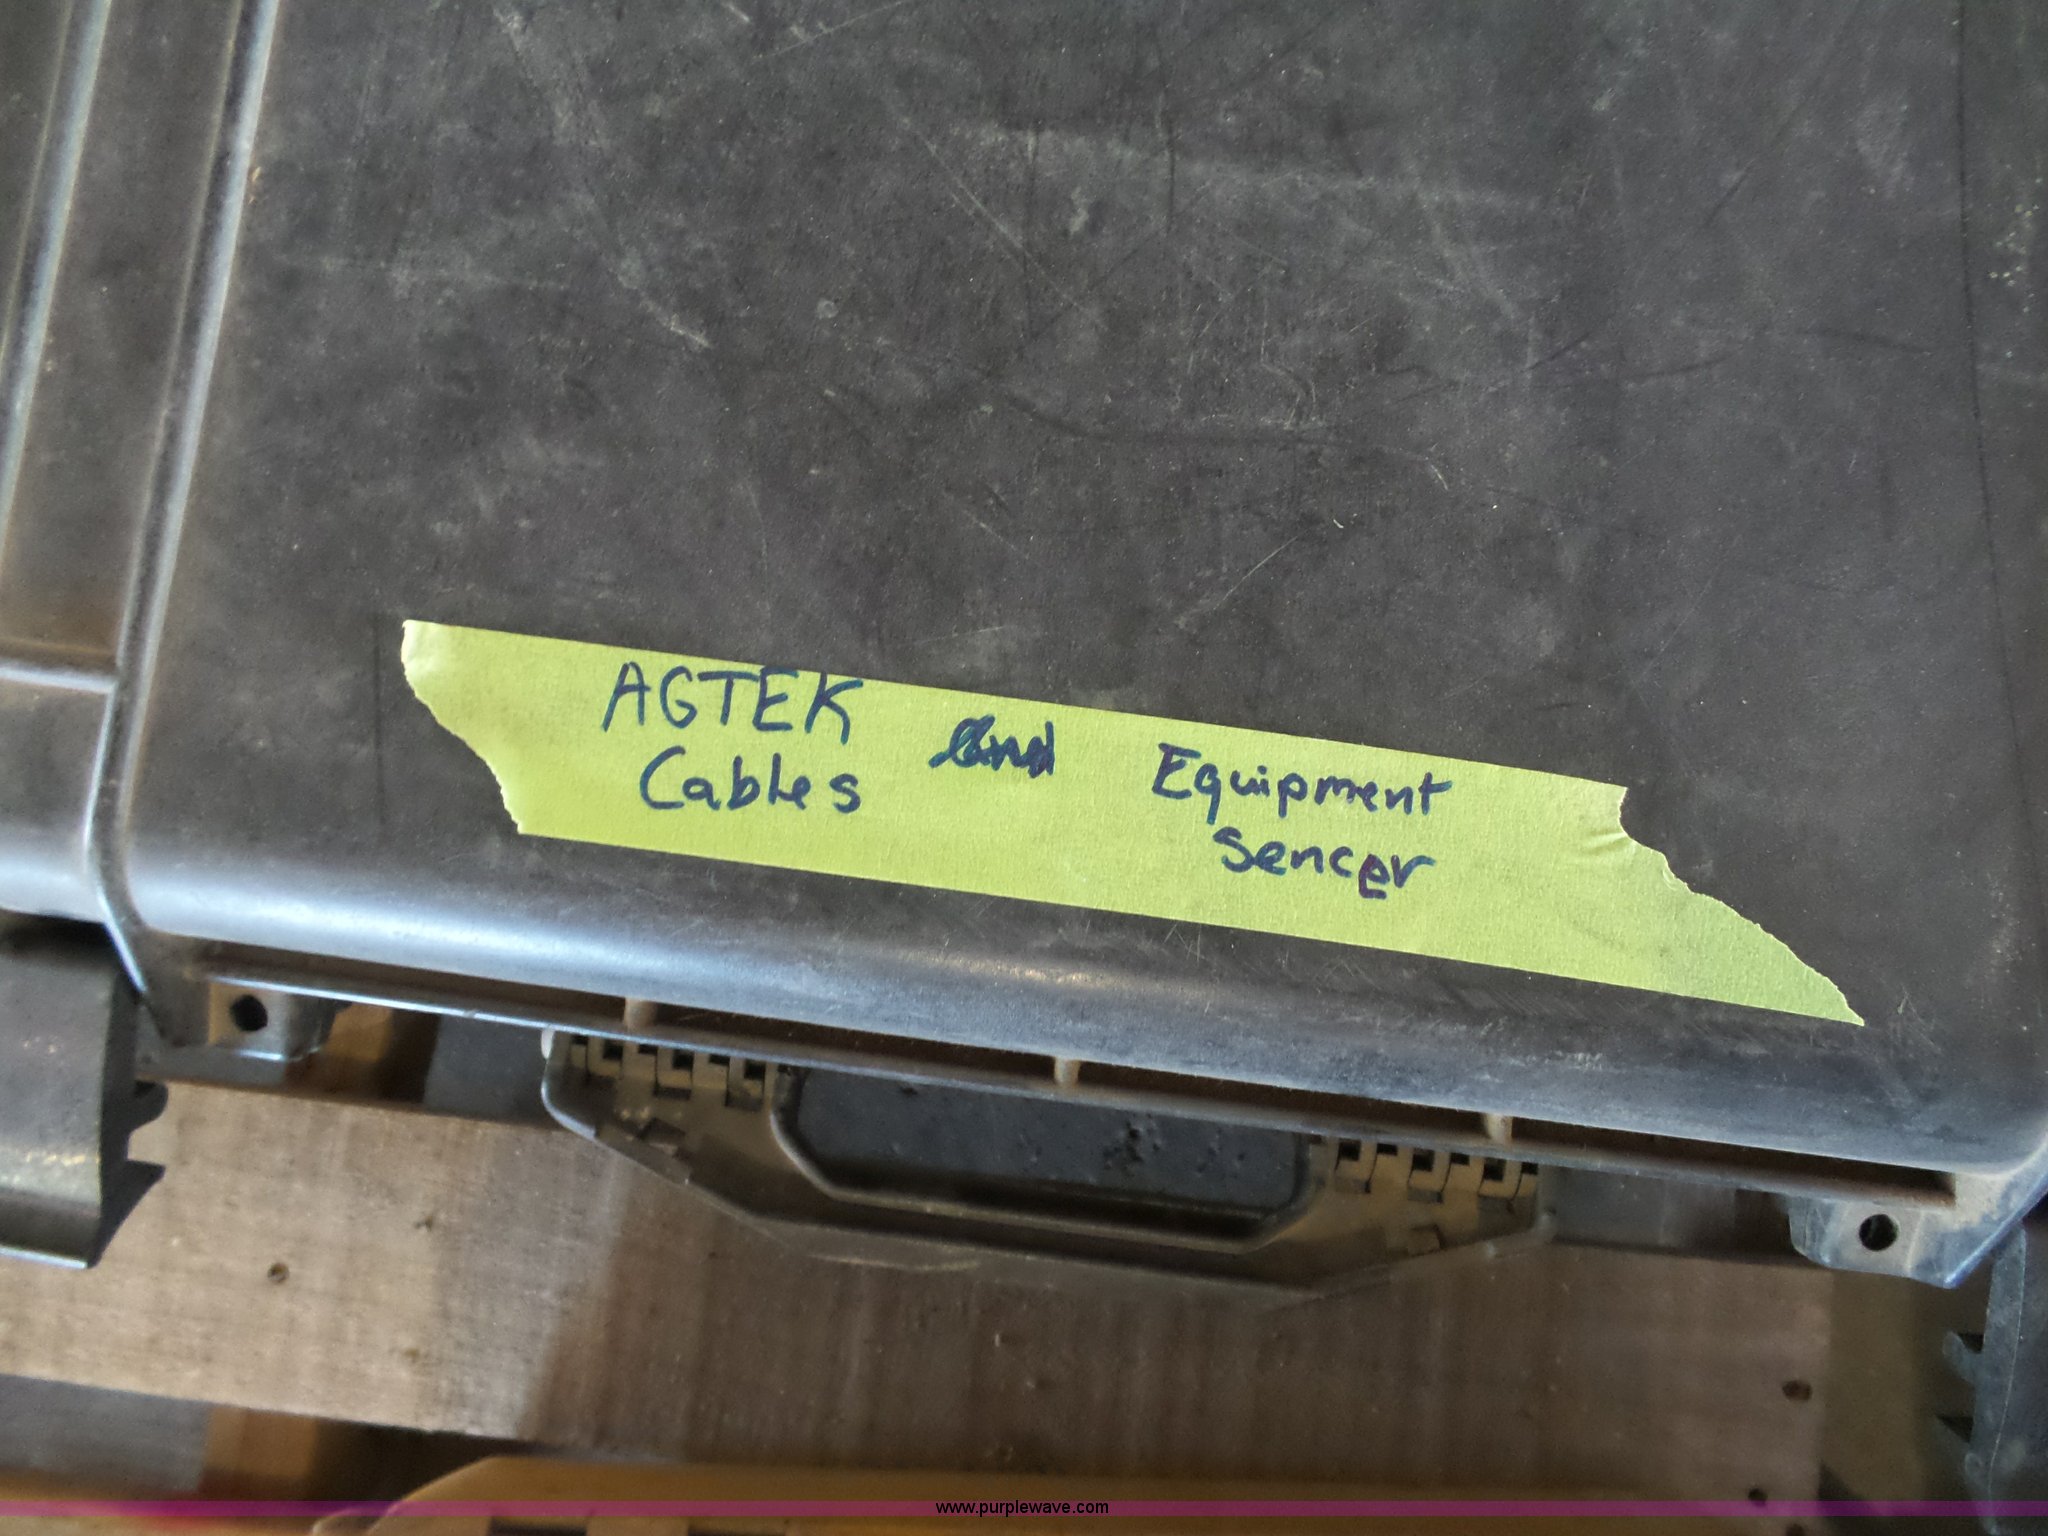 AGTEK
Cables
and
Equipment
Sencer
www.purplewave.com